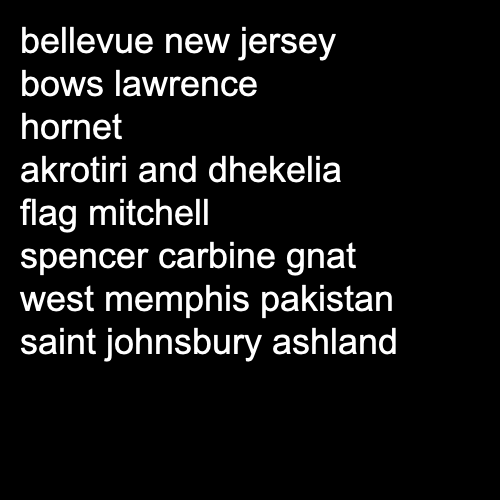 bellevue new jersey
bows lawrence
hornet
akrotiri and dhekelia
flag mitchell
spencer carbine gnat
west memphis pakistan
saint johnsbury ashland